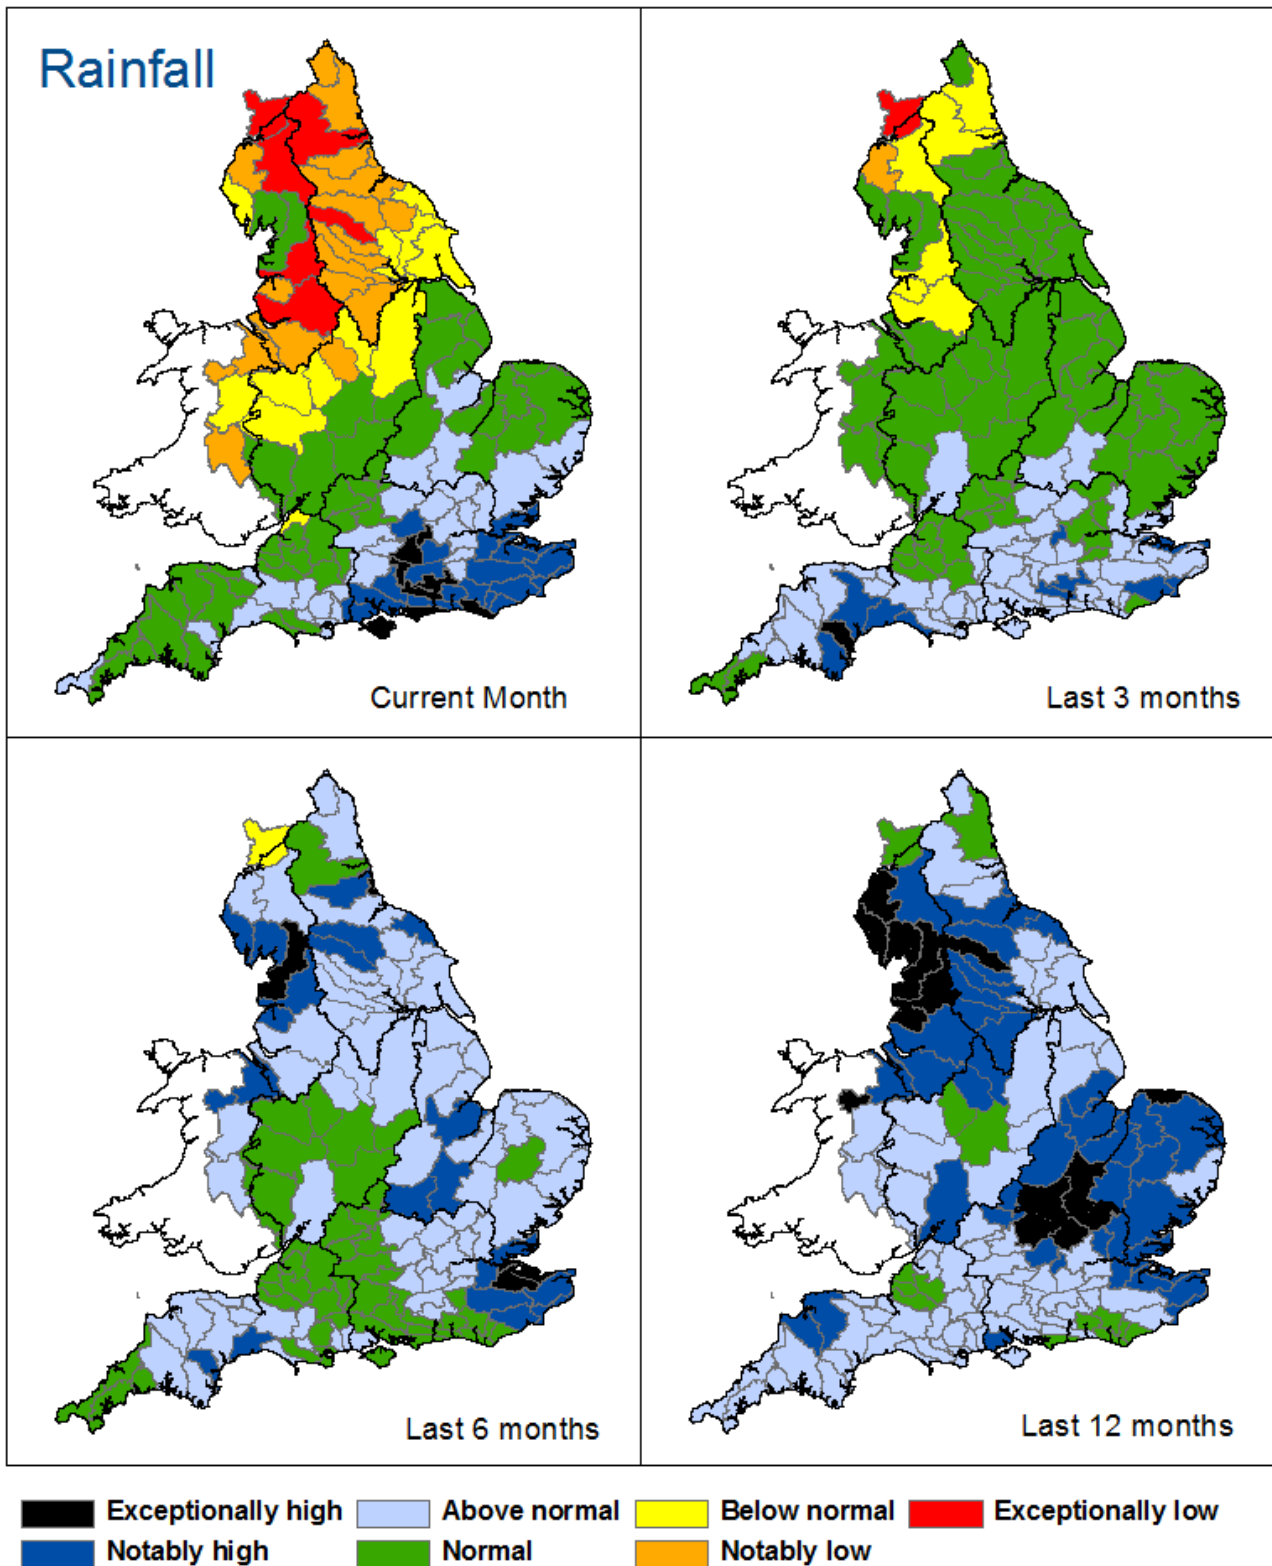 Rainfall
Current Month
Last 3 months
Last 6 months
Last 12 months
Exceptionally high
Above normal
Below normal
Exceptionally low
Notably high
Normal
Notably low